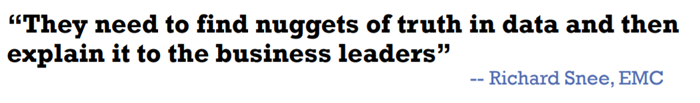 “They need to find nuggets of truth in data and then
explain it to the business leaders”
-- Richard Snee, EMC